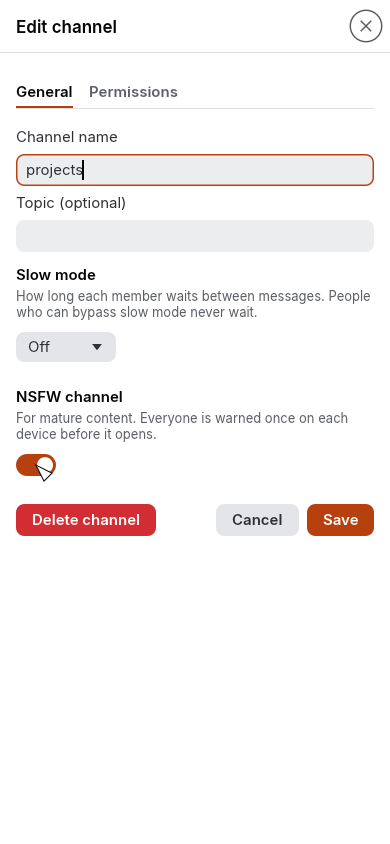 Edit channel
General Permissions
Channel name
projects
Topic (optional)
Slow mode
How long each member waits between messages. People
who can bypass slow mode never wait.
Off
NSFW channel
For mature content. Everyone is warned once on each
device before it opens.
Delete channel Cancel Save